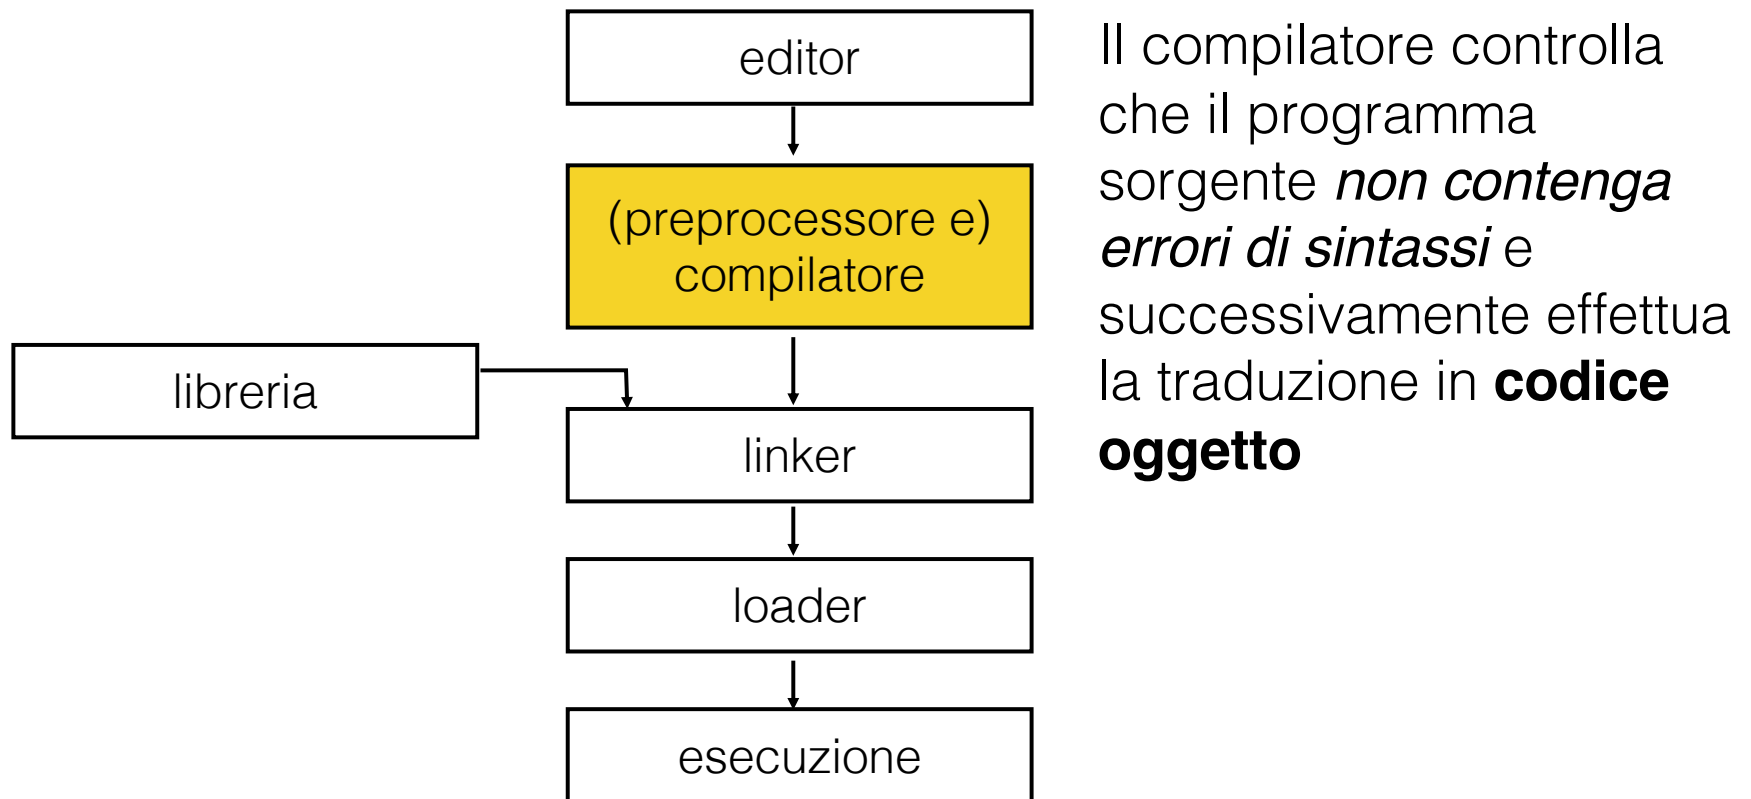 editor
(preprocessore e)
compilatore
libreria
linker
loader
esecuzione
Il compilatore controlla
che il programma
sorgente non contenga
errori di sintassi e
successivamente effettua
la traduzione in codice
oggetto